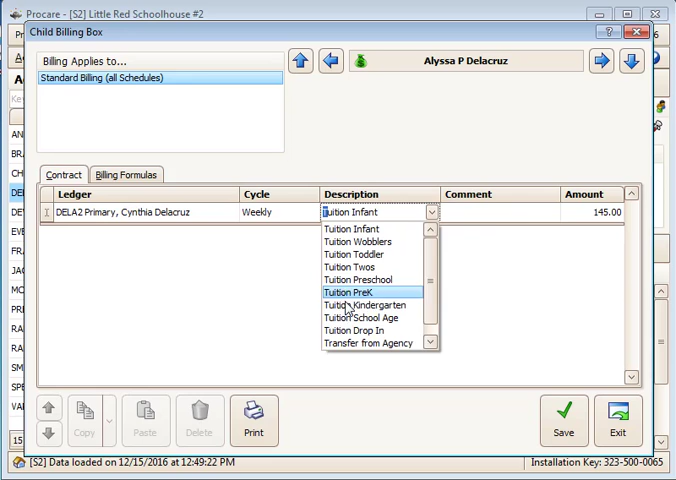 Procare - [S2] Little Red Schoolhouse #2
Child Billing Box
Billing Applies to...
Standard Billing (all Schedules)
Alyssa P Delacruz
Contract
Billing Formulas
Ledger Cycle Description Comment Amount
DELA2 Primary, Cynthia Delacruz Weekly Tuition Infant 145.00
Tuition Infant
Tuition Wobblers
Tuition Toddler
Tuition Twos
Tuition Preschool
Tuition PreK
Tuition Kindergarten
Tuition School Age
Tuition Drop In
Transfer from Agency
Copy Paste Delete Print Save Exit
[S2] Data loaded on 12/15/2016 at 12:49:22 PM Installation Key: 323-500-0065